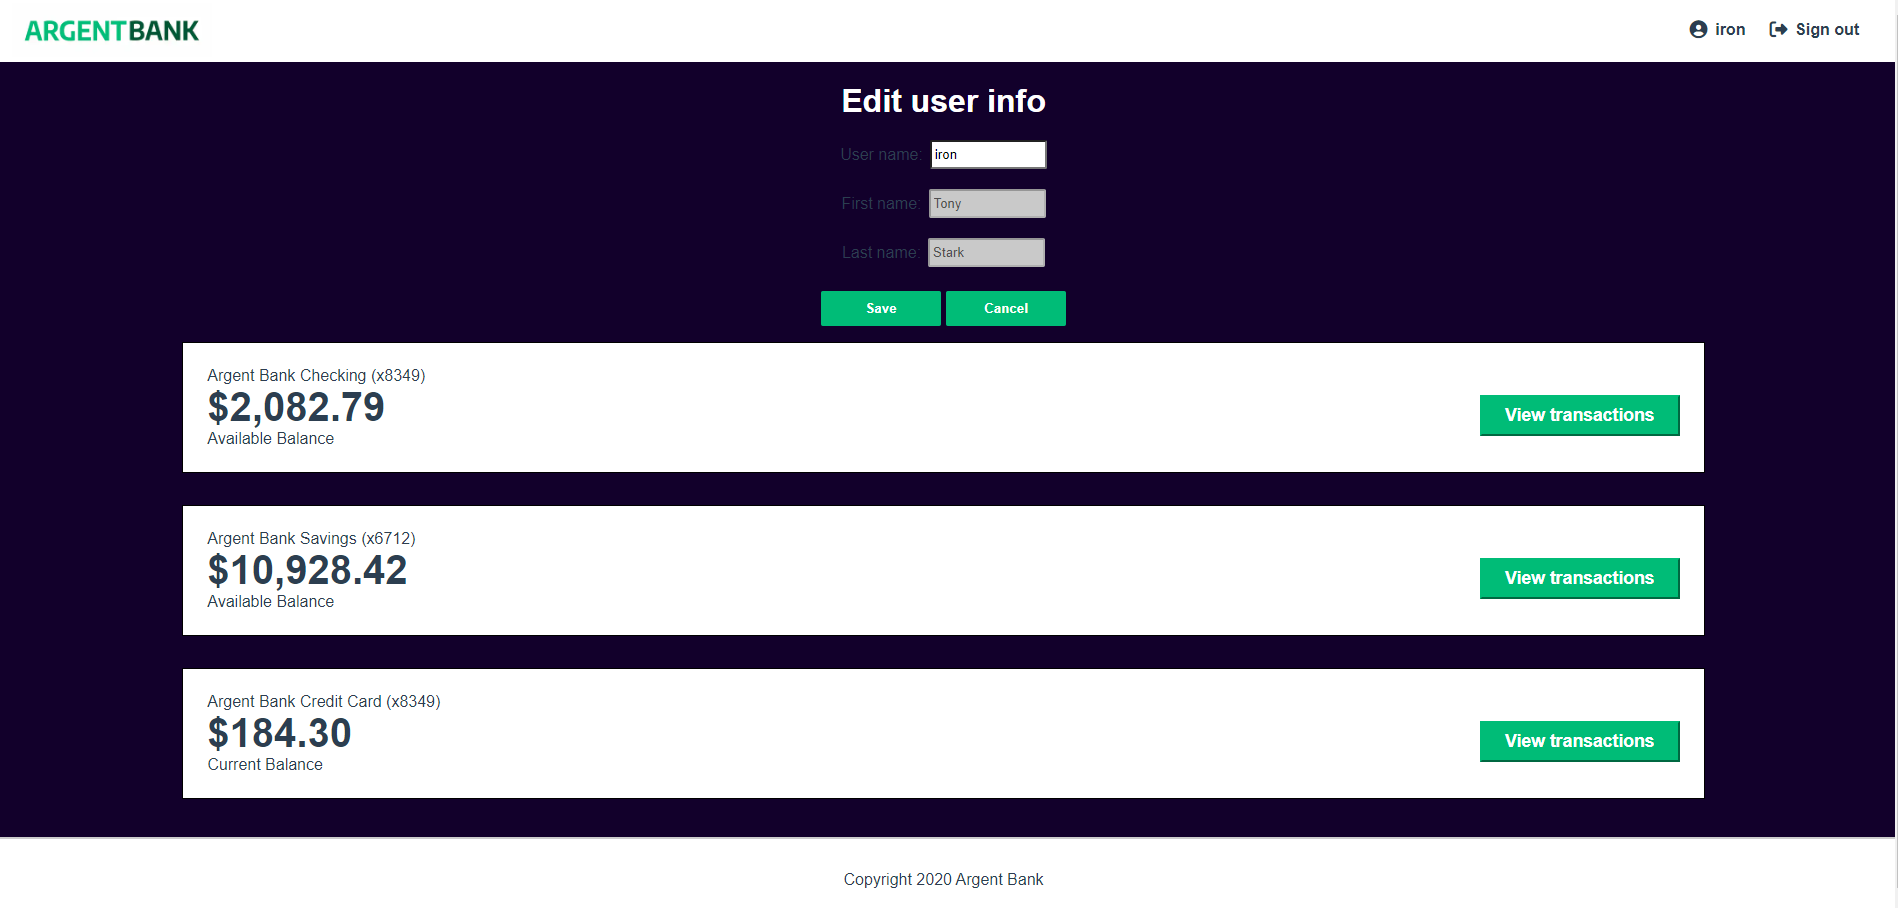 ARGENTBANK
iron Sign out
Edit user info
User name: iron
First name: Tony
Last name: Stark
Save Cancel
Argent Bank Checking (x8349)
$2,082.79
Available Balance
View transactions
Argent Bank Savings (x6712)
$10,928.42
Available Balance
View transactions
Argent Bank Credit Card (x8349)
$184.30
Current Balance
View transactions
Copyright 2020 Argent Bank